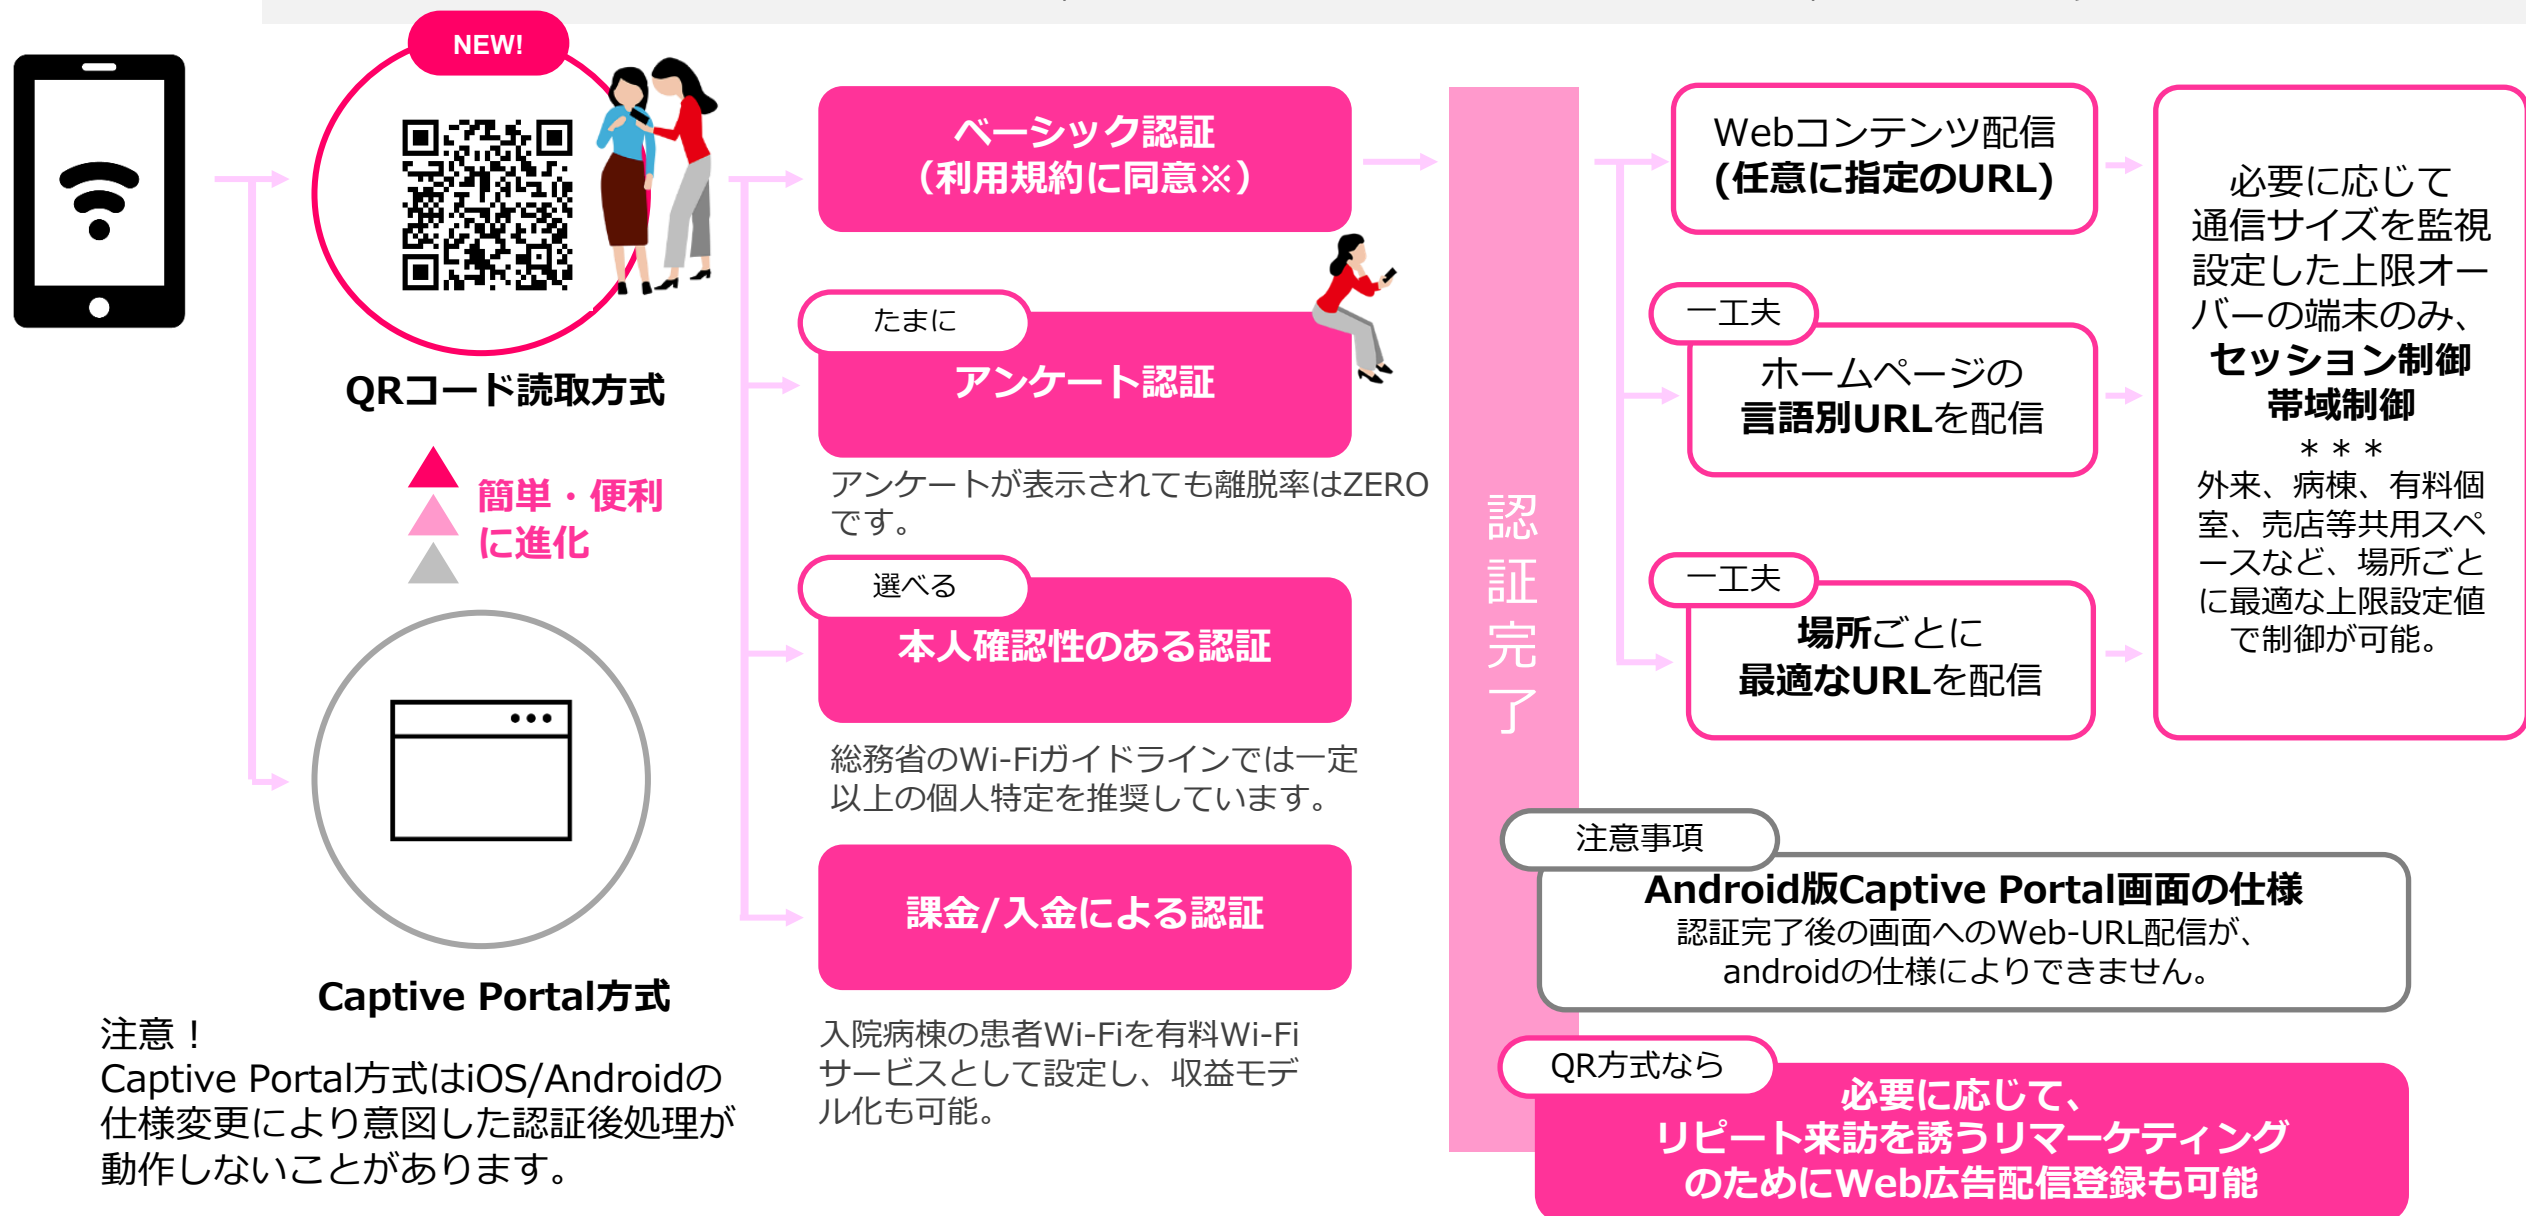 NEW!
QRコード読取方式
簡単・便利
に進化
Captive Portal方式
注意！
Captive Portal方式はiOS/Androidの
仕様変更により意図した認証後処理が
動作しないことがあります。
ベーシック認証
（利用規約に同意※）
たまに
アンケート認証
アンケートが表示されても離脱率はZERO
です。
選べる
本人確認性のある認証
総務省のWi-Fiガイドラインでは一定
以上の個人特定を推奨しています。
課金/入金による認証
入院病棟の患者Wi-Fiを有料Wi-Fi
サービスとして設定し、収益モデ
ル化も可能。
認証完了
Webコンテンツ配信
(任意に指定のURL)
一工夫
ホームページの
言語別URLを配信
一工夫
場所ごとに
最適なURLを配信
必要に応じて
通信サイズを監視
設定した上限オー
バーの端末のみ、
セッション制御
帯域制御
＊＊＊
外来、病棟、有料個
室、売店等共用スペ
ースなど、場所ごと
に最適な上限設定値
で制御が可能。
注意事項
Android版Captive Portal画面の仕様
認証完了後の画面へのWeb-URL配信が、
androidの仕様によりできません。
QR方式なら
必要に応じて、
リピート来訪を誘うリマーケティング
のためにWeb広告配信登録も可能